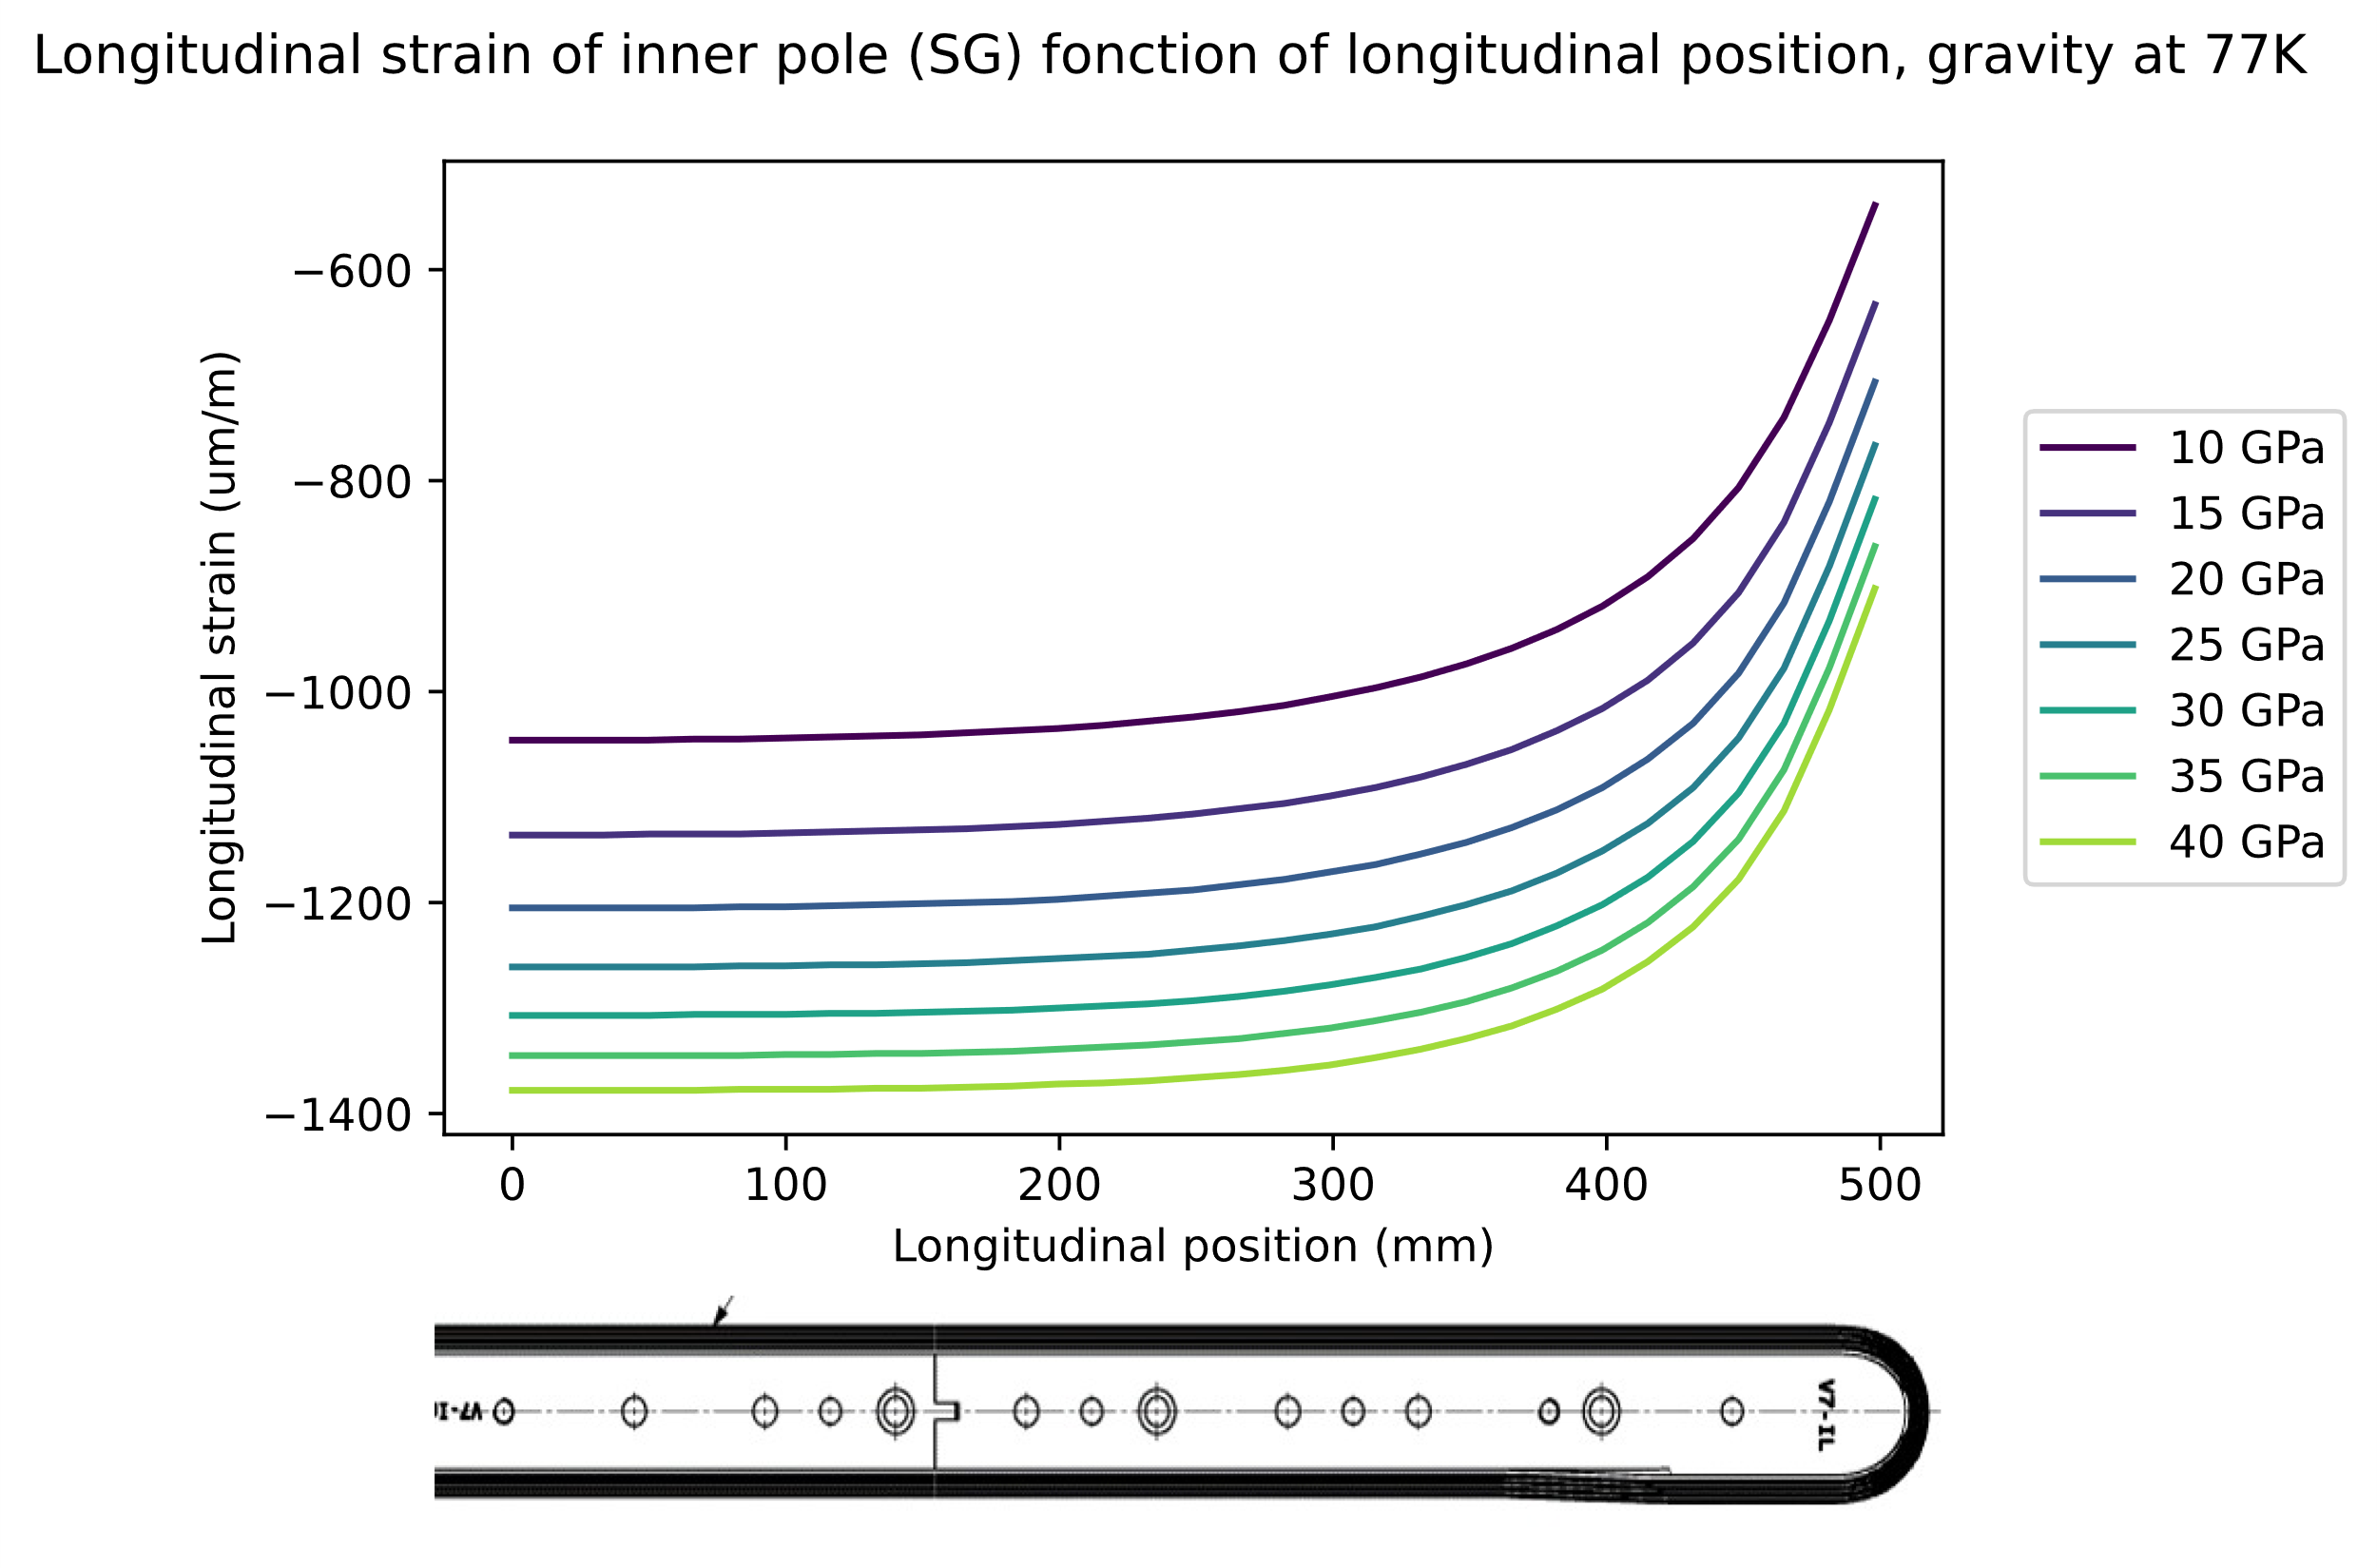 Longitudinal strain of inner pole (SG) fonction of longitudinal position, gravity at 77K
Longitudinal strain (um/m)
−600
−800
−1000
−1200
−1400
0 100 200 300 400 500
Longitudinal position (mm)
10 GPa
15 GPa
20 GPa
25 GPa
30 GPa
35 GPa
40 GPa
V7-I
V7-IL